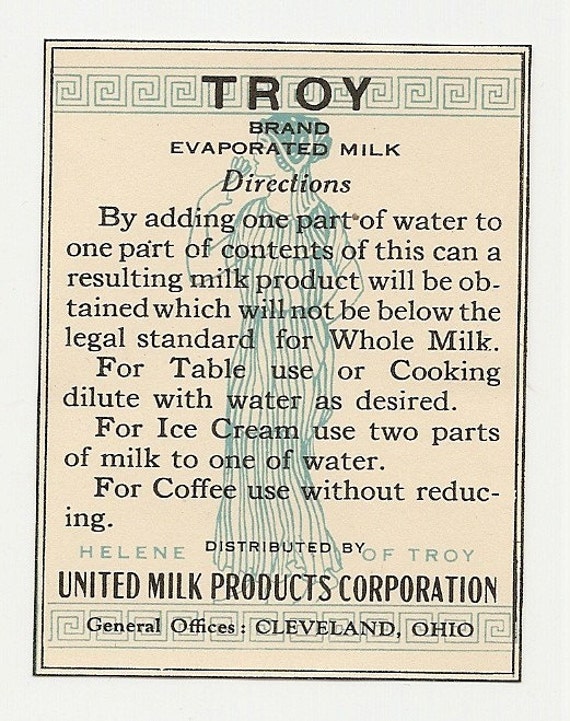 TROY
BRAND
EVAPORATED MILK
Directions
By adding one part of water to
one part of contents of this can a
resulting milk product will be ob-
tained which will not be below the
legal standard for Whole Milk.
For Table use or Cooking
dilute with water as desired.
For Ice Cream use two parts
of milk to one of water.
For Coffee use without reduc-
ing.
HELENE DISTRIBUTED BY OF TROY
UNITED MILK PRODUCTS CORPORATION
General Offices: CLEVELAND, OHIO